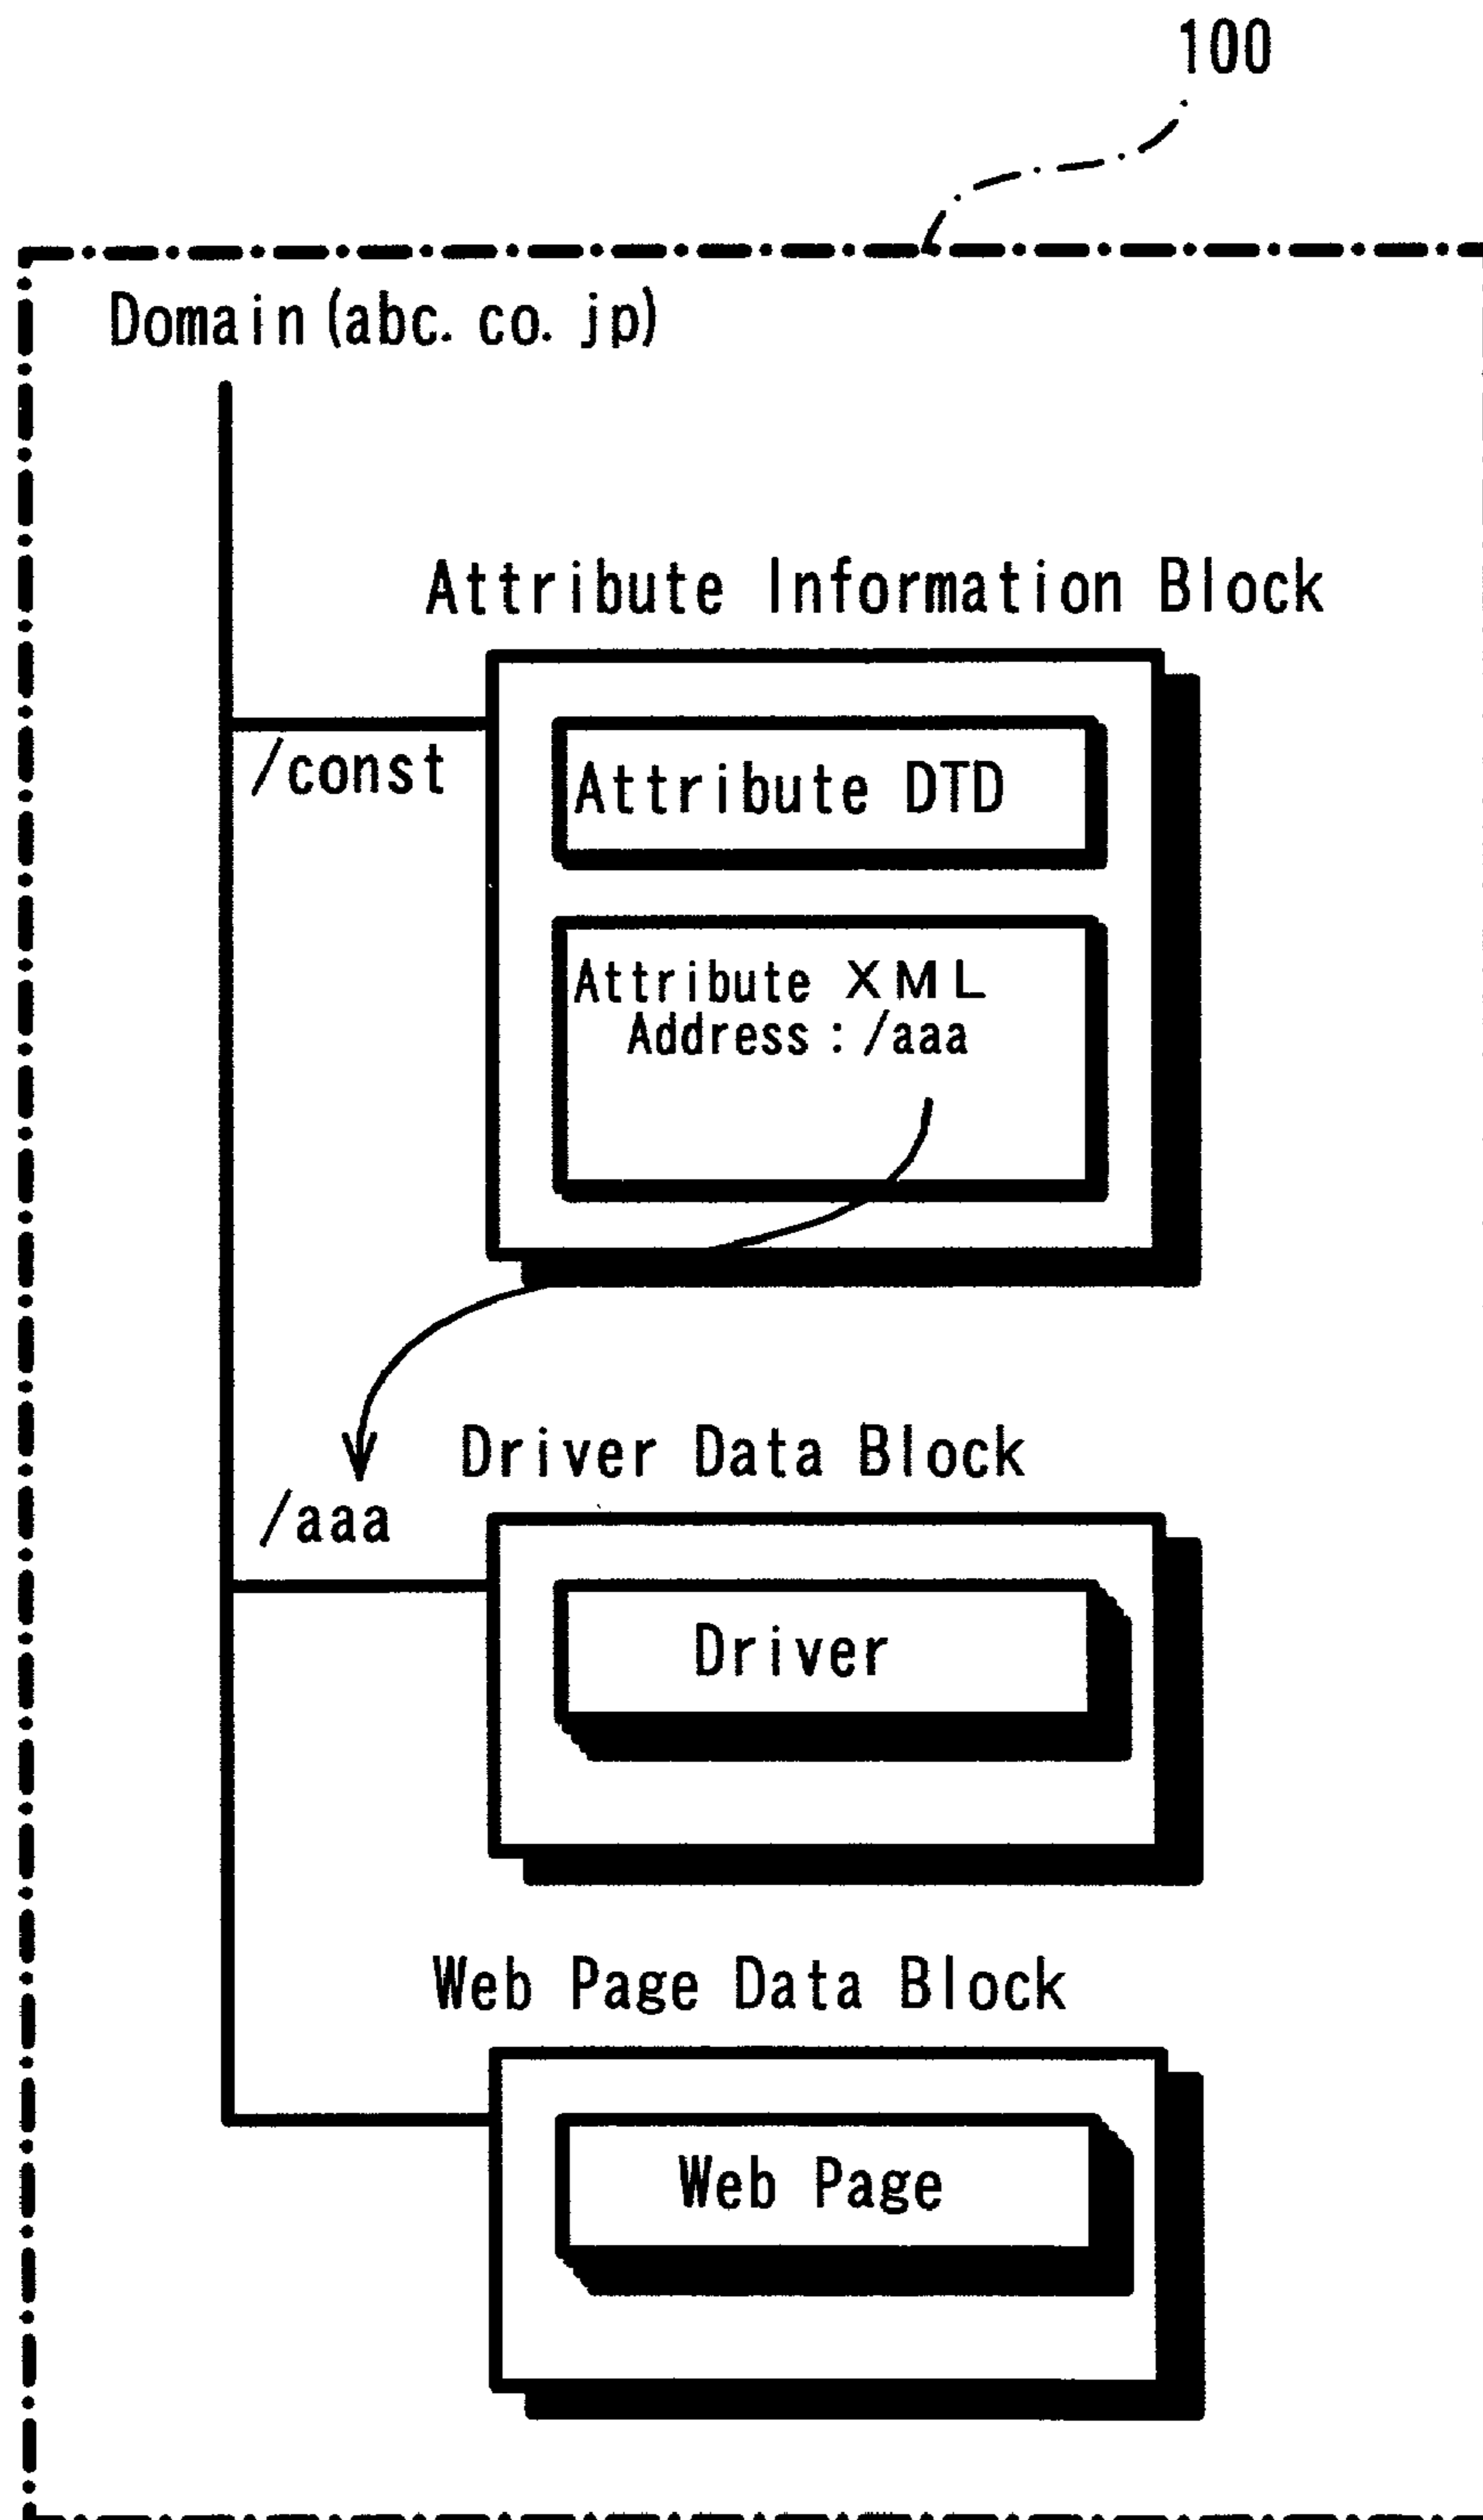 100
Domain(abc.co.jp)
Attribute Information Block
/const
Attribute DTD
Attribute XML
Address:/aaa
Driver Data Block
/aaa
Driver
Web Page Data Block
Web Page